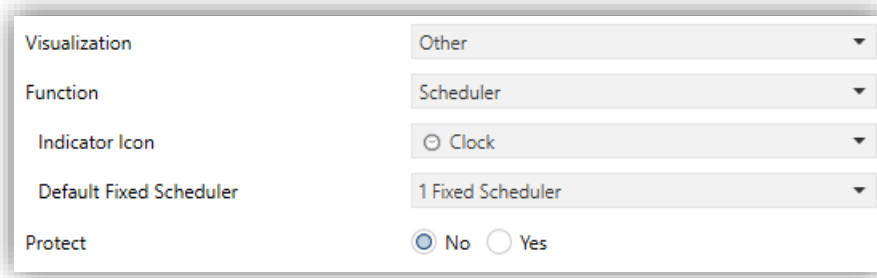 Visualization Other
Function Scheduler
Indicator Icon Clock
Default Fixed Scheduler 1 Fixed Scheduler
Protect No Yes